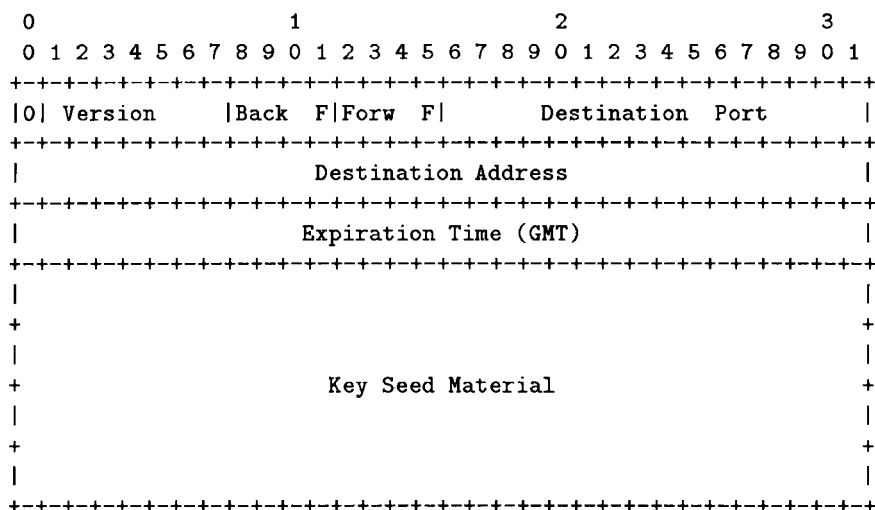 0                   1                   2                   3
 0 1 2 3 4 5 6 7 8 9 0 1 2 3 4 5 6 7 8 9 0 1 2 3 4 5 6 7 8 9 0 1
+-+-+-+-+-+-+-+-+-+-+-+-+-+-+-+-+-+-+-+-+-+-+-+-+-+-+-+-+-+-+-+-+
|0| Version     |Back  F|Forw  F|       Destination Port        |
+-+-+-+-+-+-+-+-+-+-+-+-+-+-+-+-+-+-+-+-+-+-+-+-+-+-+-+-+-+-+-+-+
|                      Destination Address                      |
+-+-+-+-+-+-+-+-+-+-+-+-+-+-+-+-+-+-+-+-+-+-+-+-+-+-+-+-+-+-+-+-+
|                     Expiration Time (GMT)                     |
+-+-+-+-+-+-+-+-+-+-+-+-+-+-+-+-+-+-+-+-+-+-+-+-+-+-+-+-+-+-+-+-+
|                                                               |
+                                                               +
|                                                               |
+                       Key Seed Material                       +
|                                                               |
+                                                               +
|                                                               |
+-+-+-+-+-+-+-+-+-+-+-+-+-+-+-+-+-+-+-+-+-+-+-+-+-+-+-+-+-+-+-+-+